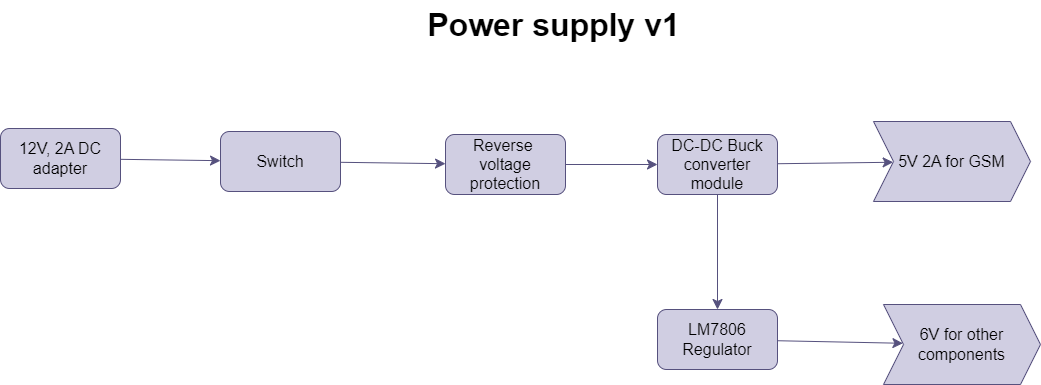 Power supply v1
12V, 2A DC
adapter
Switch
Reverse
voltage
protection
DC-DC Buck
converter
module
5V 2A for GSM
LM7806
Regulator
6V for other
components